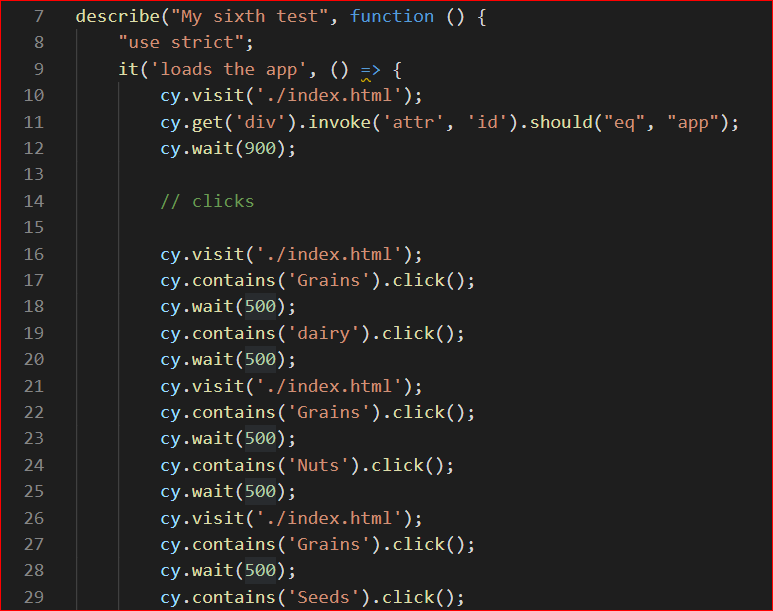 7 describe("My sixth test", function () {
8 "use strict";
9 it('loads the app', () => {
10 cy.visit('./index.html');
11 cy.get('div').invoke('attr', 'id').should("eq", "app");
12 cy.wait(900);
13
14 // clicks
15
16 cy.visit('./index.html');
17 cy.contains('Grains').click();
18 cy.wait(500);
19 cy.contains('dairy').click();
20 cy.wait(500);
21 cy.visit('./index.html');
22 cy.contains('Grains').click();
23 cy.wait(500);
24 cy.contains('Nuts').click();
25 cy.wait(500);
26 cy.visit('./index.html');
27 cy.contains('Grains').click();
28 cy.wait(500);
29 cy.contains('Seeds').click();